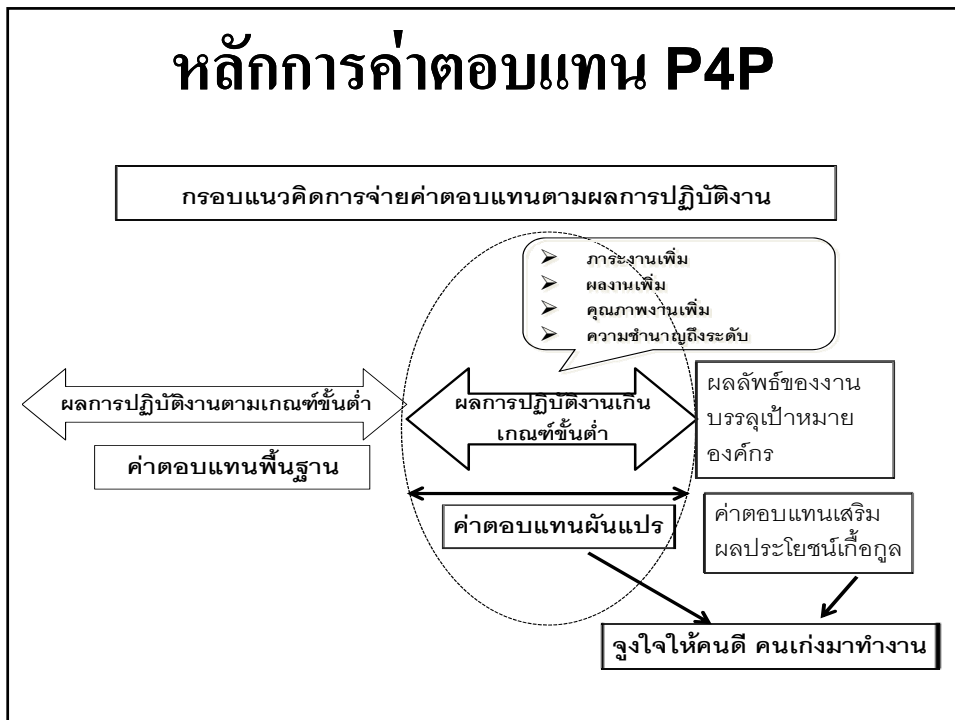 หลักการค่าตอบแทน P4P
กรอบแนวคิดการจ่ายค่าตอบแทนตามผลการปฏิบัติงาน
ภาระงานเพิ่ม
ผลงานเพิ่ม
คุณภาพงานเพิ่ม
ความชำนาญถึงระดับ
ผลการปฏิบัติงานตามเกณฑ์ขั้นต่ำ
ผลการปฏิบัติงานเกิน
เกณฑ์ขั้นต่ำ
ผลลัพธ์ของงาน
บรรลุเป้าหมาย
องค์กร
ค่าตอบแทนพื้นฐาน
ค่าตอบแทนผันแปร
ค่าตอบแทนเสริม
ผลประโยชน์เกื้อกูล
จูงใจให้คนดี คนเก่งมาทำงาน